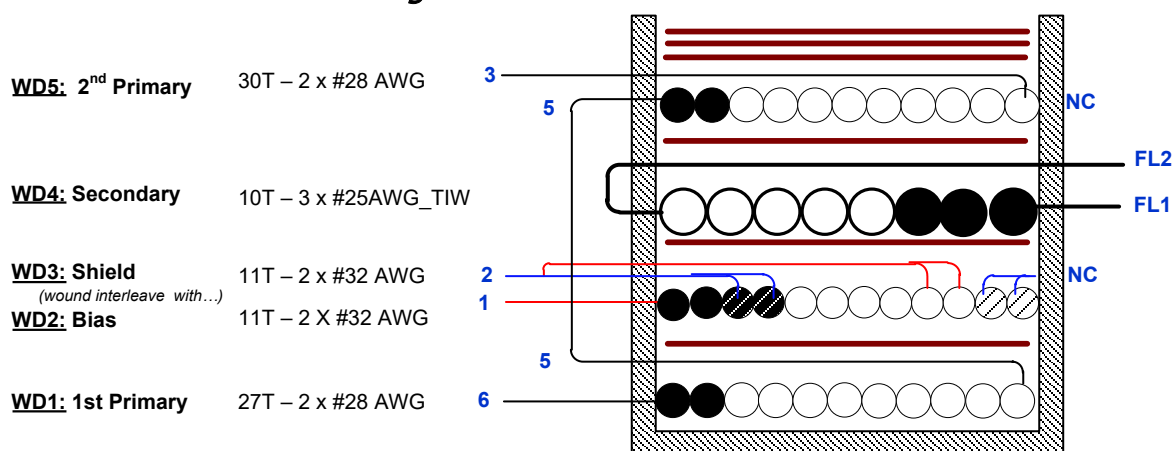 WD5: 2nd Primary 30T – 2 x #28 AWG 3
5 NC
FL2
WD4: Secondary 10T – 3 x #25AWG_TIW FL1
WD3: Shield 11T – 2 x #32 AWG 2 NC
(wound interleave with…)
1
WD2: Bias 11T – 2 X #32 AWG
5
WD1: 1st Primary 27T – 2 x #28 AWG 6